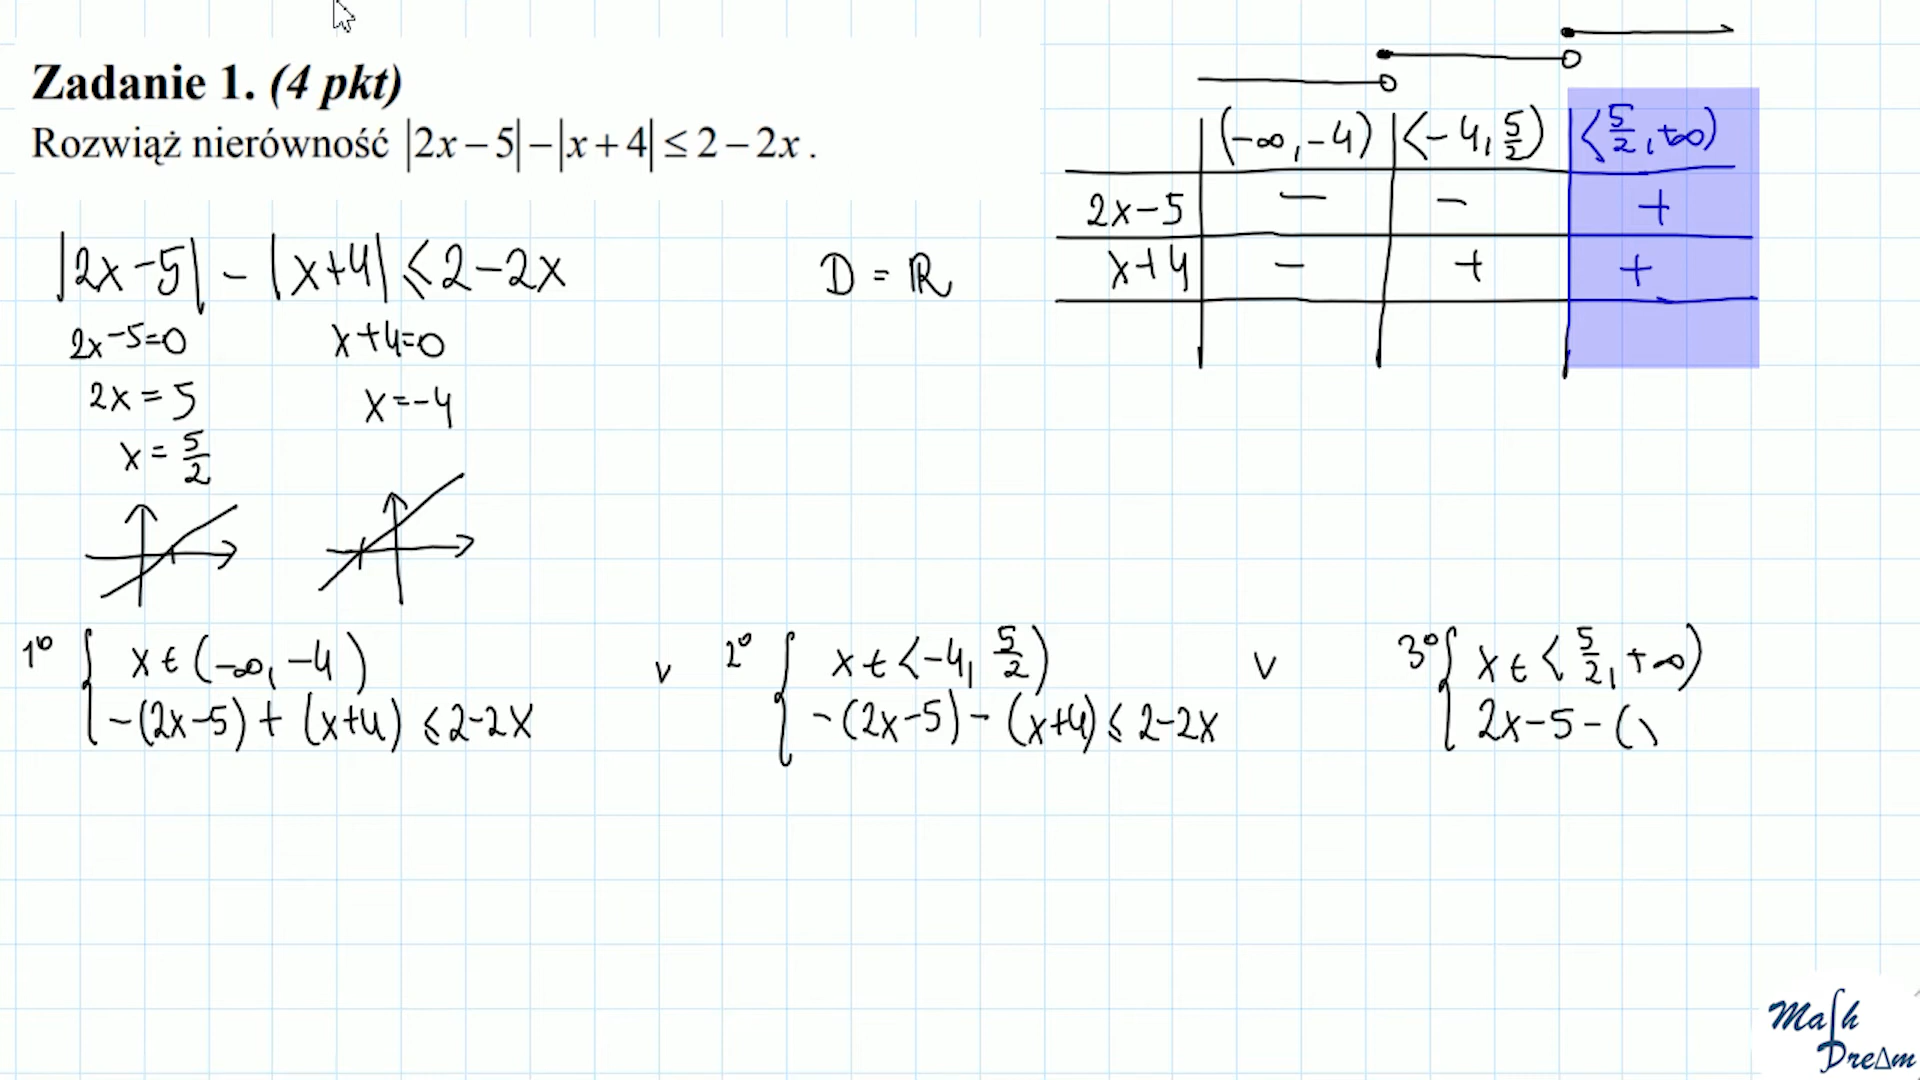 Zadanie 1. (4 pkt)
Rozwiąż nierówność |2x − 5| − |x + 4| ≤ 2 − 2x .
|2x − 5| − |x+4| ≤ 2 − 2x
D = ℝ
2x − 5 = 0
x + 4 = 0
2x = 5
x = −4
x = 5/2
(−∞, −4) | <−4, 5/2) | <5/2, +∞)
2x − 5 | − | − | +
x + 4 | − | + | +
1° { x ∈ (−∞, −4)
−(2x−5) + (x+4) ≤ 2−2x
v
2° { x ∈ <−4, 5/2)
−(2x−5) − (x+4) ≤ 2−2x
v
3° { x ∈ <5/2, +∞)
2x − 5 − (
Math
Dre∆m